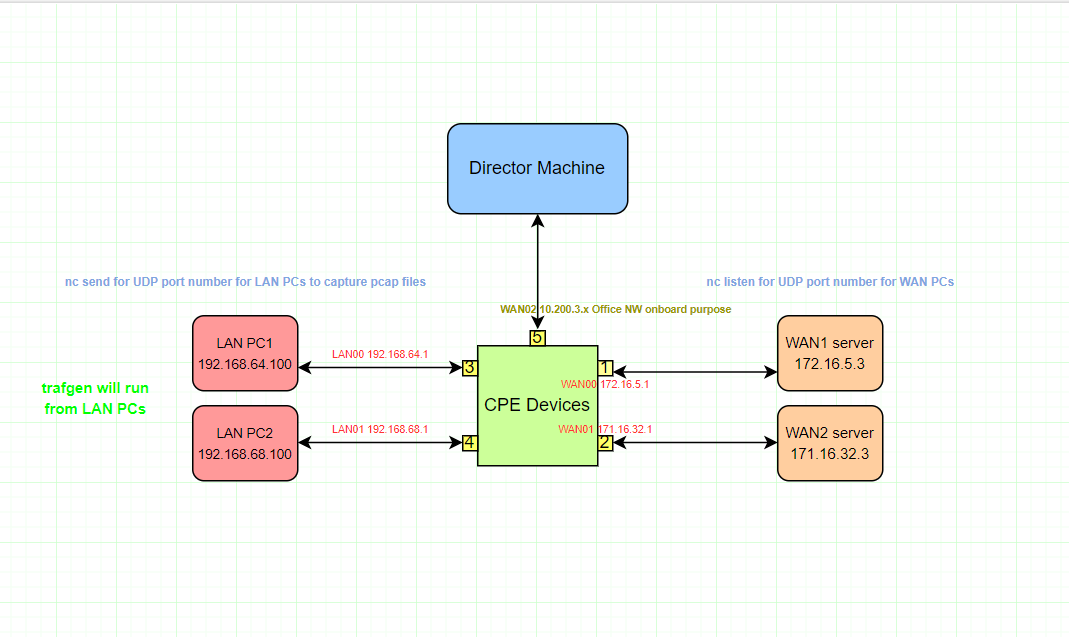 Director Machine
nc send for UDP port number for LAN PCs to capture pcap files
nc listen for UDP port number for WAN PCs
WAN02 10.200.3.x Office NW onboard purpose
5
LAN PC1
192.168.64.100
LAN00 192.168.64.1
3
1
WAN00 172.16.5.1
WAN1 server
172.16.5.3
trafgen will run
from LAN PCs
CPE Devices
LAN PC2
192.168.68.100
LAN01 192.168.68.1
4
WAN01 171.16.32.1
2
WAN2 server
171.16.32.3